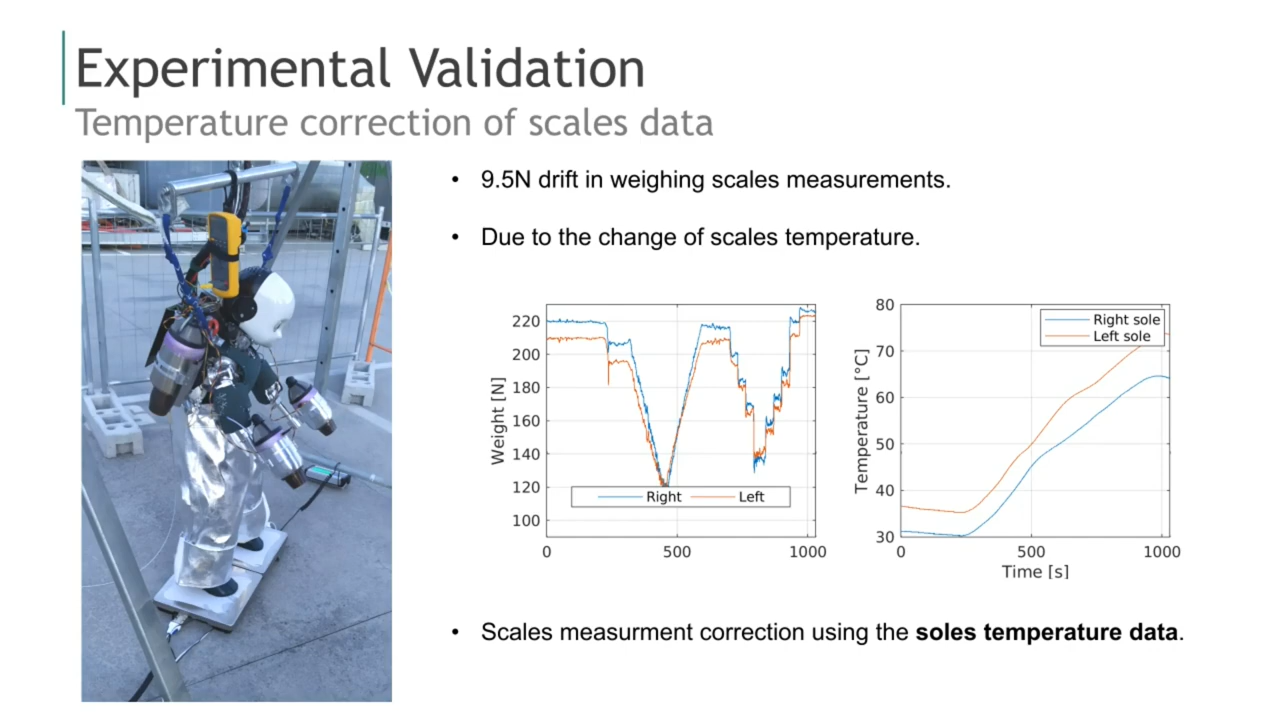 Experimental Validation
Temperature correction of scales data
• 9.5N drift in weighing scales measurements.
• Due to the change of scales temperature.
220
200
180
160
140
120
100
Weight [N]
Right Left
0 500 1000
80
70
60
50
40
30
Temperature [°C]
Right sole
Left sole
0 500 1000
Time [s]
• Scales measurment correction using the soles temperature data.